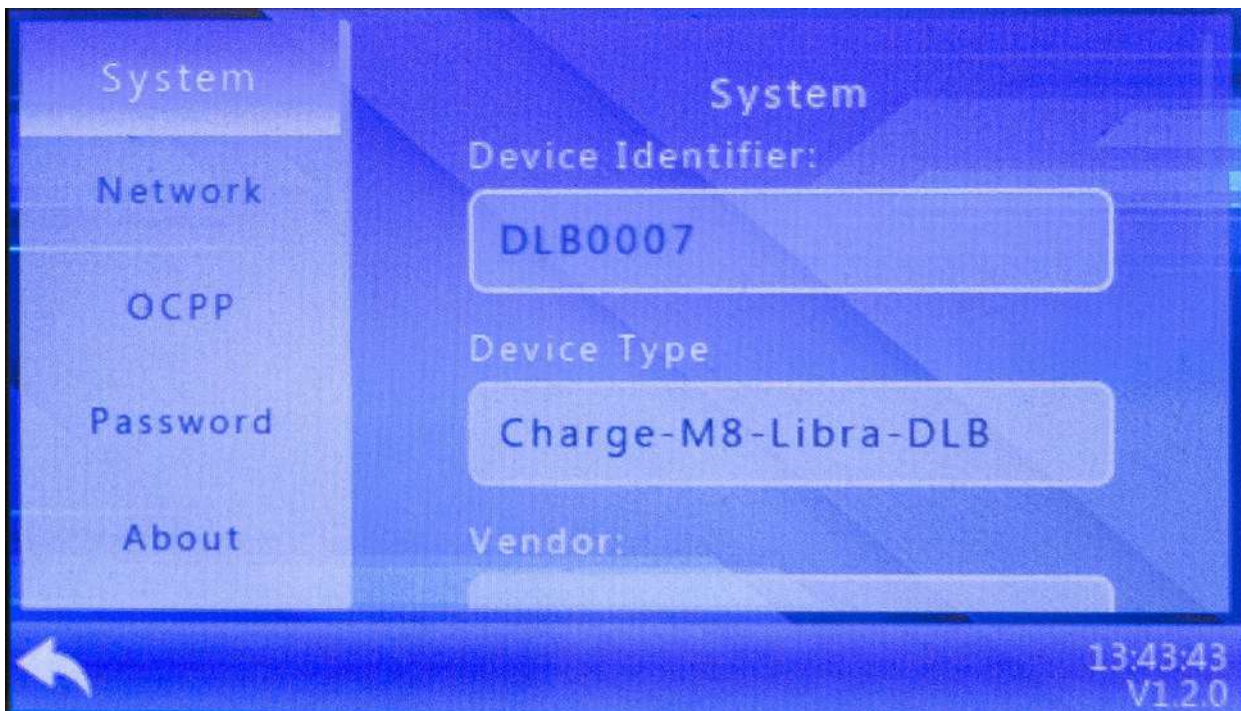 System
Network
OCPP
Password
About
System
Device Identifier:
DLB0007
Device Type
Charge-M8-Libra-DLB
Vendor:
13:43:43
V1.2.0